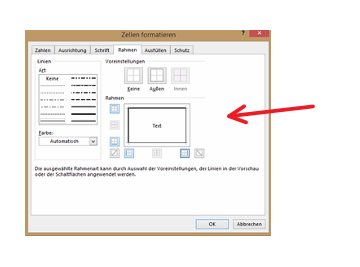 Zellen formatieren
? x
Zahlen Ausrichtung Schrift Rahmen Ausfüllen Schutz
Linien
Art:
Keine
Voreinstellungen
Keine Außen Innen
Rahmen
Text
Farbe:
Automatisch
Die ausgewählte Rahmenart kann durch Auswahl der Voreinstellungen, der Linien in der Vorschau
oder der Schaltflächen angewendet werden.
OK Abbrechen